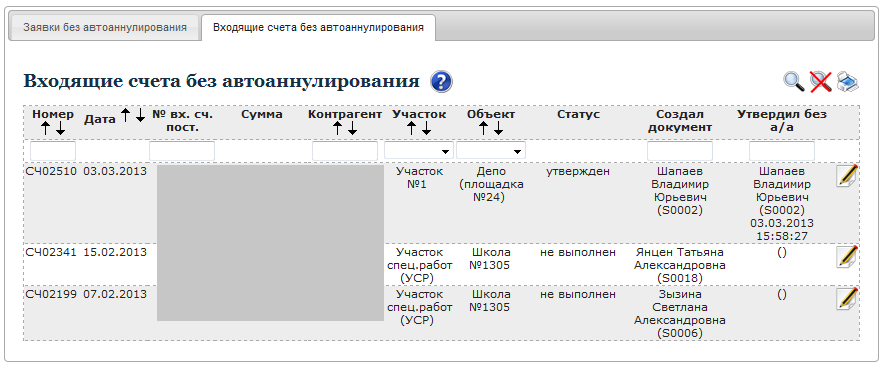 Заявки без автоаннулирования
Входящие счета без автоаннулирования
Входящие счета без автоаннулирования
Номер Дата № вх. сч. пост. Сумма Контрагент Участок Объект Статус Создал документ Утвердил без а/а
СЧ02510 03.03.2013 Участок №1 Депо (площадка №24) утвержден Шапаев Владимир Юрьевич (S0002) Шапаев Владимир Юрьевич (S0002) 03.03.2013 15:58:27
СЧ02341 15.02.2013 Участок спец.работ (УСР) Школа №1305 не выполнен Янцен Татьяна Александровна (S0018) ()
СЧ02199 07.02.2013 Участок спец.работ (УСР) Школа №1305 не выполнен Зызина Светлана Александровна (S0006) ()